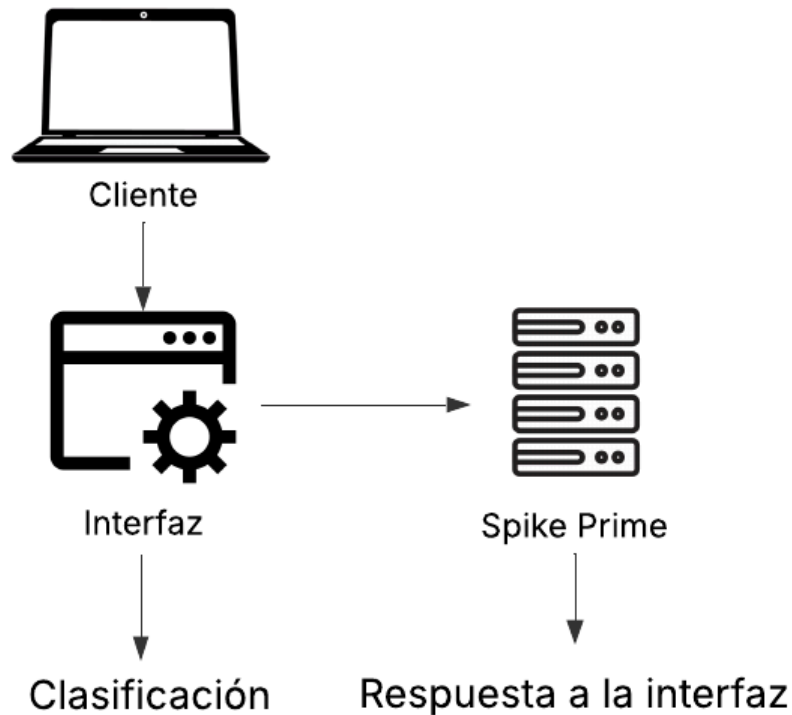 Cliente
Interfaz
Spike Prime
Clasificación
Respuesta a la interfaz